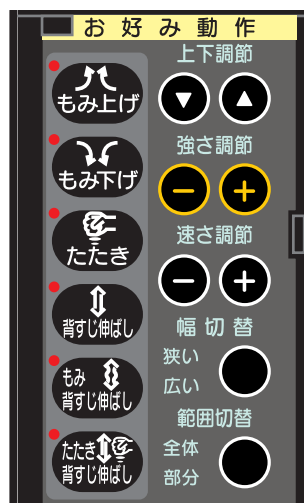 お好み動作
もみ上げ
もみ下げ
たたき
背すじ伸ばし
もみ
背すじ伸ばし
たたき
背すじ伸ばし
上下調節
強さ調節
速さ調節
幅切替
狭い
広い
範囲切替
全体
部分